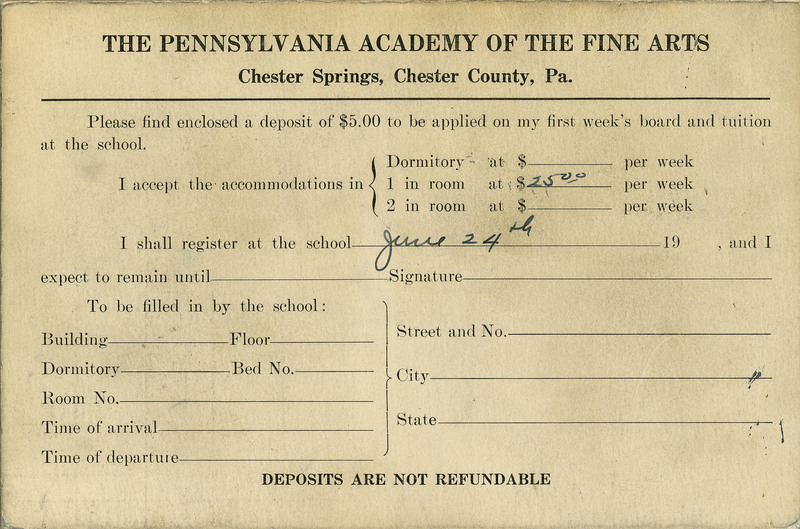 THE PENNSYLVANIA ACADEMY OF THE FINE ARTS
Chester Springs, Chester County, Pa.
Please find enclosed a deposit of $5.00 to be applied on my first week's board and tuition
at the school.
I accept the accommodations in
Dormitory at $ per week
1 in room at $25.00 per week
2 in room at $ per week
I shall register at the school June 24th 19 , and I
expect to remain until Signature
To be filled in by the school:
Building Floor
Dormitory Bed No.
Room No.
Time of arrival
Time of departure
Street and No.
City
State
DEPOSITS ARE NOT REFUNDABLE